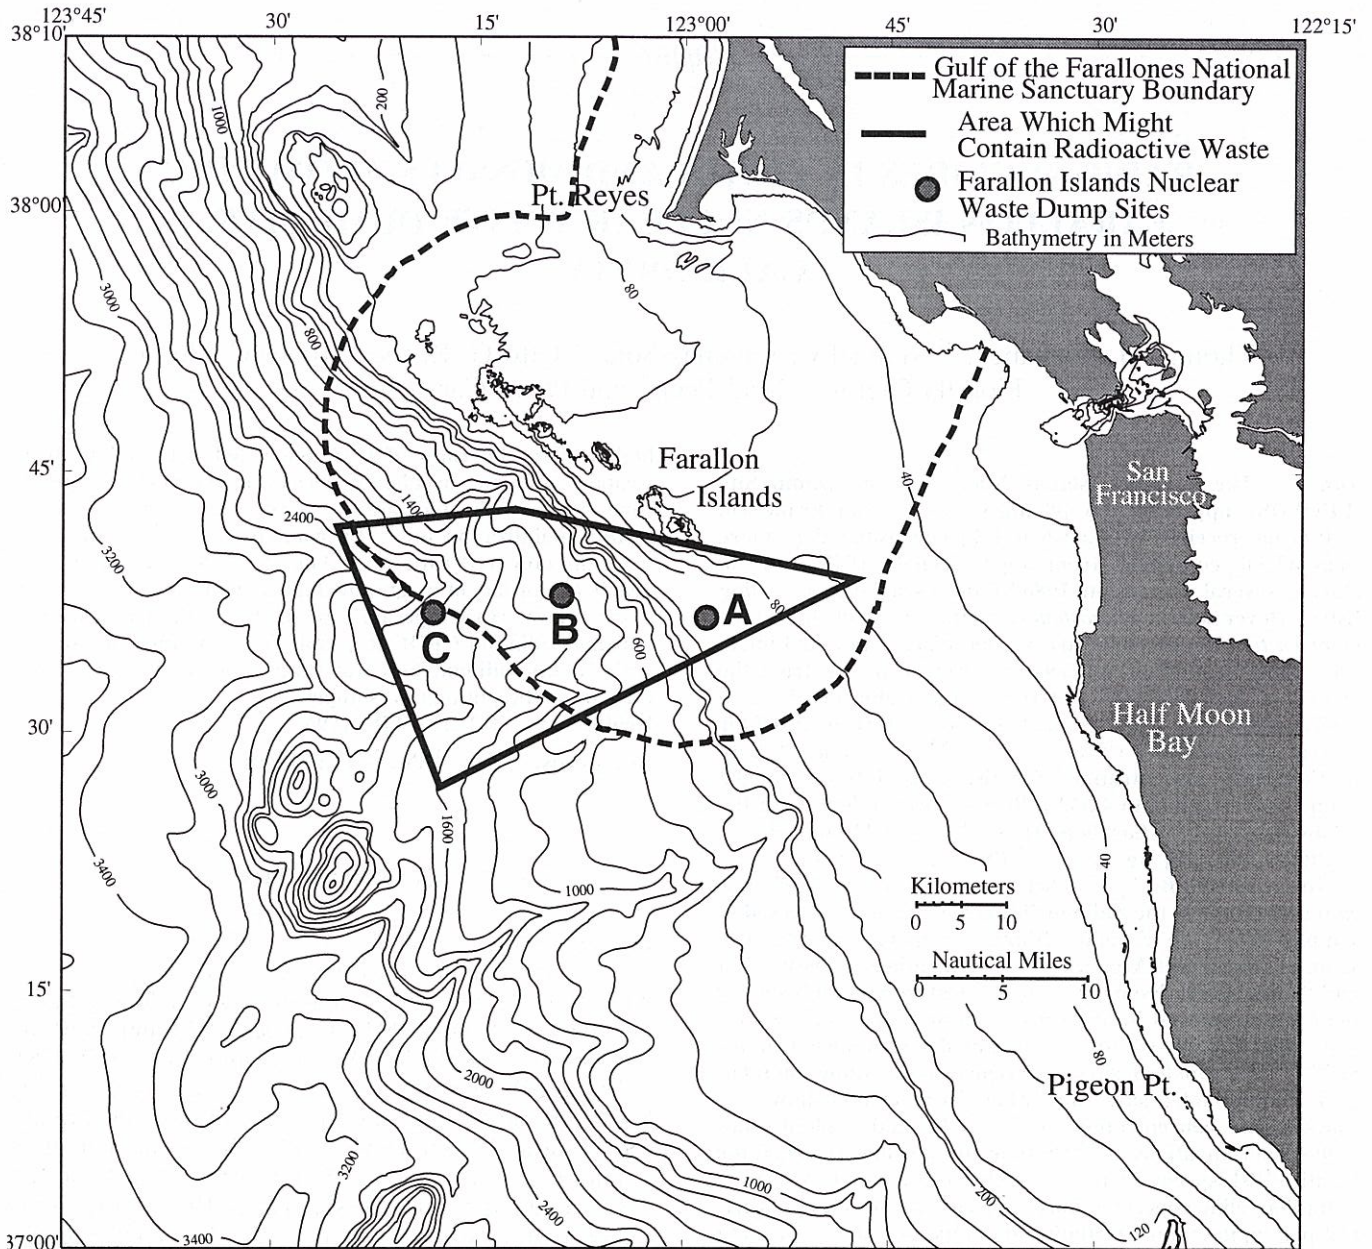 123°45'
30'
15'
123°00'
45'
30'
122°15'
38°10'
Gulf of the Farallones National
Marine Sanctuary Boundary
Area Which Might
Contain Radioactive Waste
Farallon Islands Nuclear
Waste Dump Sites
Bathymetry in Meters
1000
200
Pt. Reyes
38°00'
3000
80
800
Farallon
Islands
45'
San
Francisco
40
1400
2400
3200
80
A
B
C
600
30'
Half Moon
Bay
3000
1600
3400
40
1000
Kilometers
0 5 10
Nautical Miles
0 5 10
15'
80
2000
Pigeon Pt.
3200
1000
200
2400
120
3400
37°00'